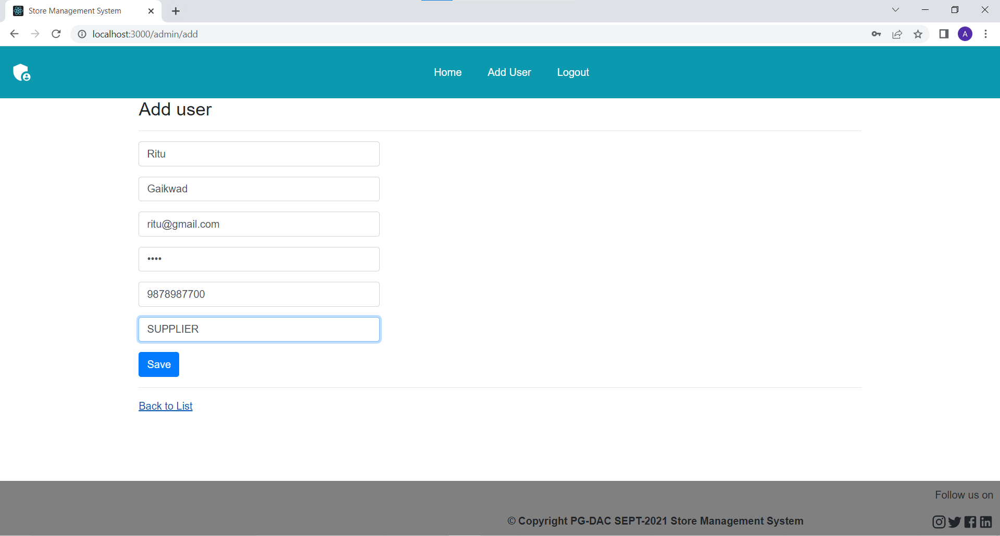 Store Management System
localhost:3000/admin/add
A
Home Add User Logout
Add user
Ritu
Gaikwad
ritu@gmail.com
••••
9878987700
SUPPLIER
Save
Back to List
Follow us on
© Copyright PG-DAC SEPT-2021 Store Management System